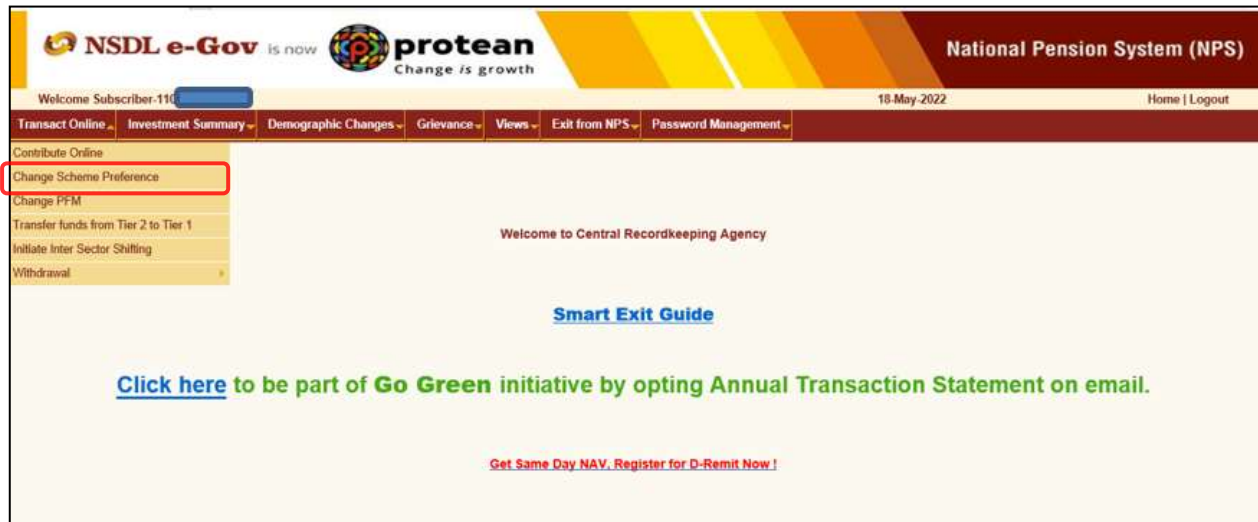 NSDL e-Gov is now protean
Change is growth
National Pension System (NPS)
Welcome Subscriber-110
18-May-2022
Home | Logout
Transact Online Investment Summary Demographic Changes Grievance Views Exit from NPS Password Management
Contribute Online
Change Scheme Preference
Change PFM
Transfer funds from Tier 2 to Tier 1
Initiate Inter Sector Shifting
Withdrawal
Welcome to Central Recordkeeping Agency
Smart Exit Guide
Click here to be part of Go Green initiative by opting Annual Transaction Statement on email.
Get Same Day NAV, Register for D-Remit Now !